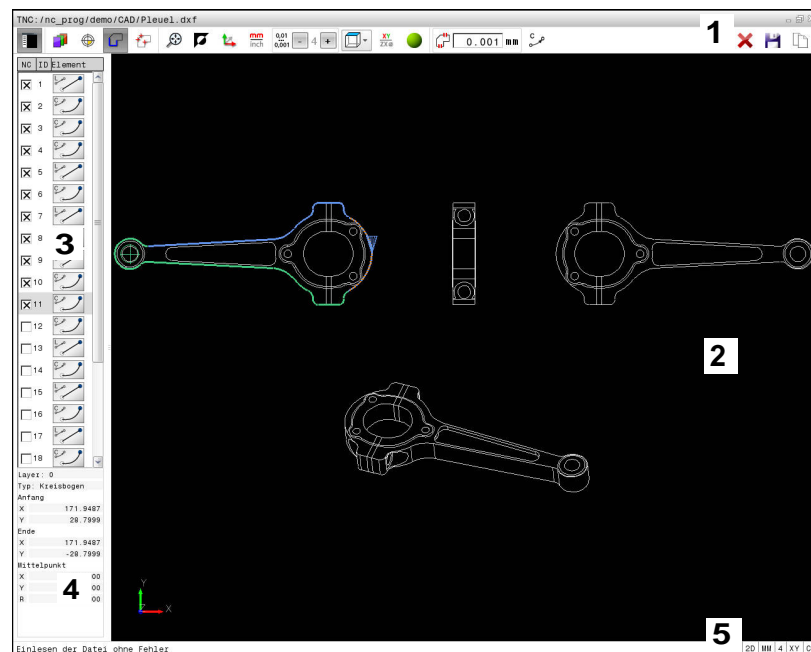 TNC:/nc_prog/demo/CAD/Pleuel.dxf
mm
inch
0,01
0,001
4
XY
ZX
0.001 mm
C
1
NC ID Element
1 L
2 C
3 C
4 C
5 L
6 C
7 L
8 C
3
9
10 C
11 C
12 C
13 L
14 C
15 L
16 C
17 L
18 C
2
Layer: 0
Typ: Kreisbogen
Anfang
X 171.9487
Y 28.7999
Ende
X 171.9487
Y -28.7999
Mittelpunkt
X 00
Y 00
R 00
4
Y
Z
X
5
Einlesen der Datei ohne Fehler
2D MM 4 XY